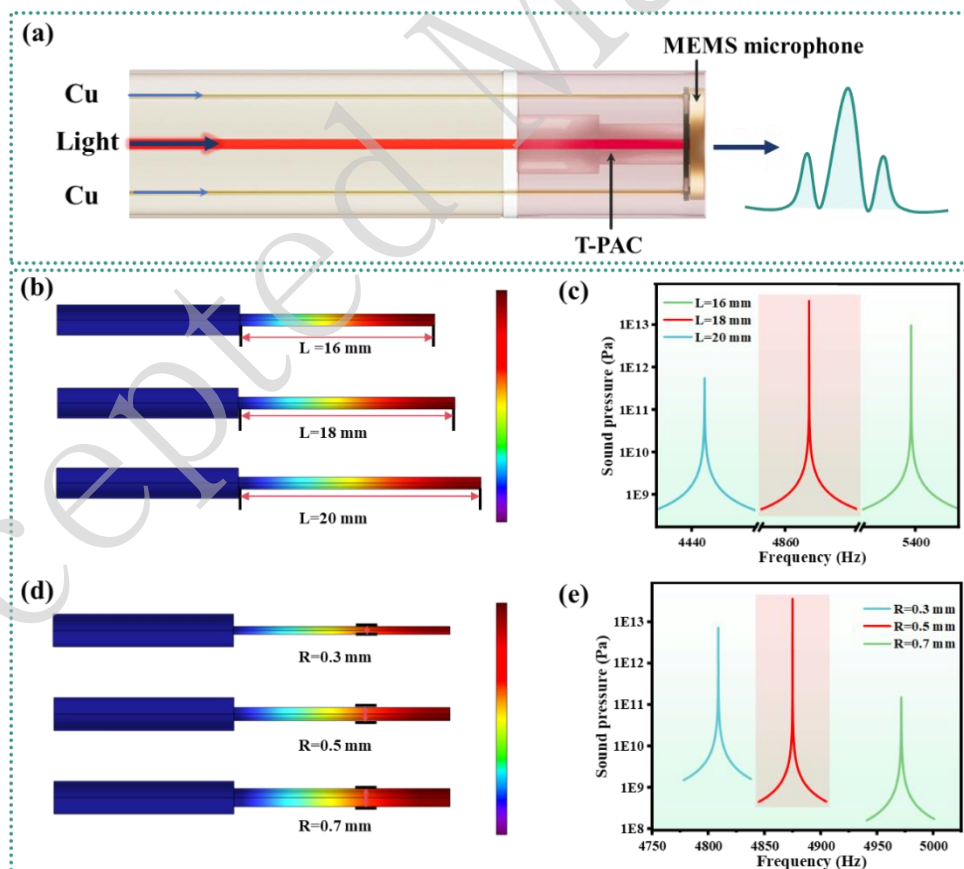 (a)
MEMS microphone
Cu
Light
Cu
T-PAC
(b)
L =16 mm
L=18 mm
L=20 mm
(c)
L=16 mm
L=18 mm
L=20 mm
Sound pressure (Pa)
1E13
1E12
1E11
1E10
1E9
4440
4860
5400
Frequency (Hz)
(d)
R=0.3 mm
R=0.5 mm
R=0.7 mm
(e)
R=0.3 mm
R=0.5 mm
R=0.7 mm
Sound pressure (Pa)
1E13
1E12
1E11
1E10
1E9
1E8
4750
4800
4850
4900
4950
5000
Frequency (Hz)
cepted M